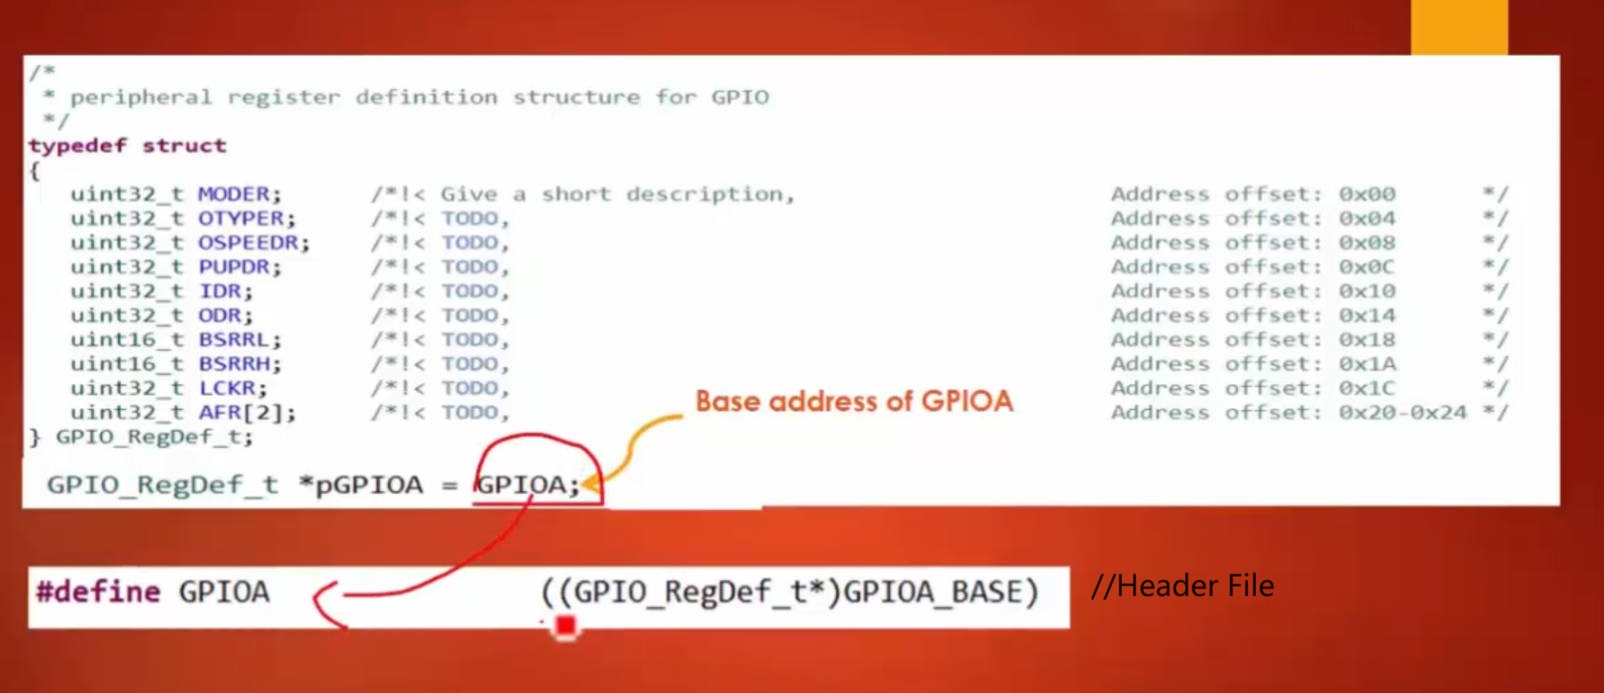 /*
* peripheral register definition structure for GPIO
*/
typedef struct
{
uint32_t MODER; /*!< Give a short description, Address offset: 0x00 */
uint32_t OTYPER; /*!< TODO, Address offset: 0x04 */
uint32_t OSPEEDR; /*!< TODO, Address offset: 0x08 */
uint32_t PUPDR; /*!< TODO, Address offset: 0x0C */
uint32_t IDR; /*!< TODO, Address offset: 0x10 */
uint32_t ODR; /*!< TODO, Address offset: 0x14 */
uint16_t BSRRL; /*!< TODO, Address offset: 0x18 */
uint16_t BSRRH; /*!< TODO, Address offset: 0x1A */
uint32_t LCKR; /*!< TODO, Address offset: 0x1C */
uint32_t AFR[2]; /*!< TODO, Address offset: 0x20-0x24 */
} GPIO_RegDef_t;
Base address of GPIOA
GPIO_RegDef_t *pGPIOA = GPIOA;
#define GPIOA ((GPIO_RegDef_t*)GPIOA_BASE) //Header File